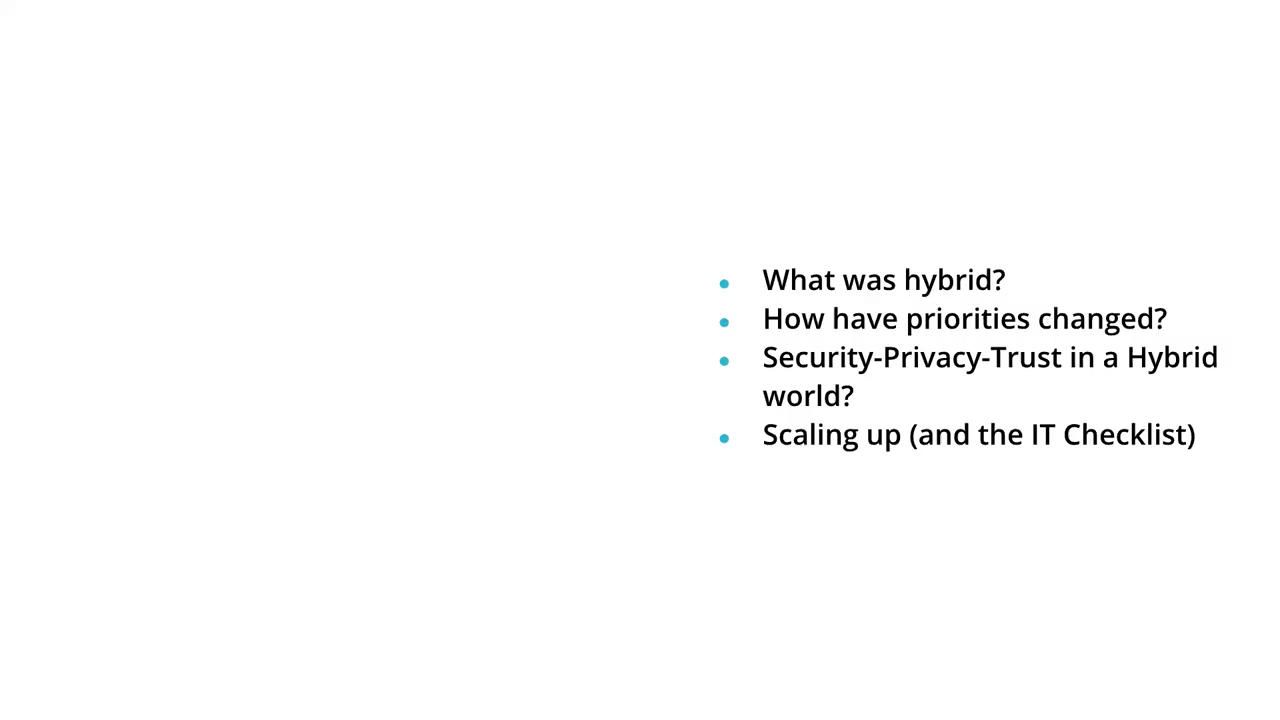 • What was hybrid?
• How have priorities changed?
• Security-Privacy-Trust in a Hybrid
world?
• Scaling up (and the IT Checklist)